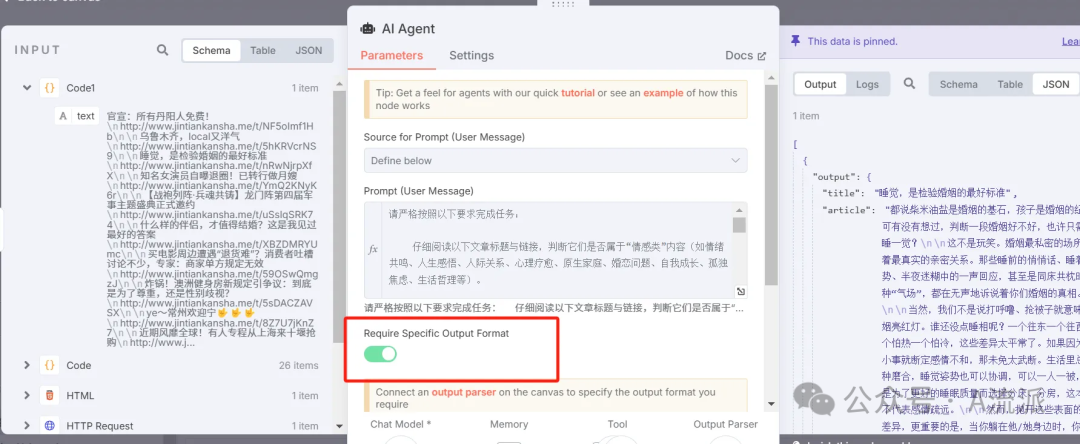 Back to canvas
INPUT
Schema
Table
JSON
Code1
1 item
A text
官宣：所有丹阳人免费！
\n http://www.jintiankansha.me/t/NF5oImf1H
b\n\n 乌鲁木齐，local又洋气
\n http://www.jintiankansha.me/t/5hKRVcrNS
9\n\n 睡觉，是检验婚姻的最好标准
\n http://www.jintiankansha.me/t/nRwNjrpXf
X\n\n 知名女演员自曝退圈！已转行做月嫂
\n http://www.jintiankansha.me/t/YmQ2KNyK
6r\n\n 【战袍列阵·兵魂共铸】龙门阵第四届军
事主题盛典正式邀约
\n http://www.jintiankansha.me/t/uSsIqSRK7
4\n\n 什么样的伴侣，才值得结婚？这是我见过
最好的答案
\n http://www.jintiankansha.me/t/XBZDMRYU
mc\n\n 买电影周边遭遇“退货难”？消费者吐槽
讨论不少，专家：商家单方规定无效
\n http://www.jintiankansha.me/t/59OSwQmg
zJ\n\n 炸锅！澳洲健身房新规定引争议：到底
是为了尊重，还是性别歧视？
\n http://www.jintiankansha.me/t/5sDACZAV
SX\n\n ye～常州欢迎宁🤟🤟🤟
\n http://www.jintiankansha.me/t/8Z7U7jKnZ
7\n\n 近期风靡全球！有人专程从上海来十堰抢
购\n http://www.j...
Code
26 items
HTML
1 item
HTTP Request
1 item
AI Agent
Parameters
Settings
Docs
Tip: Get a feel for agents with our quick tutorial or see an example of how this
node works
Source for Prompt (User Message)
Define below
Prompt (User Message)
fx
请严格按照以下要求完成任务：
仔细阅读以下文章标题与链接，判断它们是否属于“情感类”内容（如情绪
共鸣、人生感悟、人际关系、心理疗愈、原生家庭、婚恋问题、自我成长、孤独
焦虑、生活哲理等）。
请严格按照以下要求完成任务： 仔细阅读以下文章标题与链接，判断它们是否属于“...
Require Specific Output Format
Connect an output parser on the canvas to specify the output format you
require
Chat Model *
Memory
Tool
Output Parser
This data is pinned.
Output
Logs
Schema
Table
JSON
1 item
[
{
"output": {
"title": "睡觉，是检验婚姻的最好标准",
"article": "都说柴米油盐是婚姻的基石，孩子是婚姻的
可有没有想过，判断一段婚姻好不好，也许只
睡一觉？\n\n这不是玩笑。婚姻最私密的场
着最真实的亲密关系。那些睡前的悄悄话、睡
势、半夜迷糊中的一声回应，甚至是同床共枕
种“气场”，都在无声地诉说着你们婚姻的真相。
\n\n当然，我们不是说打呼噜、抢被子就意
烟亮红灯。谁还没点睡相呢？一个往东一个往
个怕热一个怕冷，这些差异太平常了。如果因
小事就断定感情不和，那未免太武断。生活里
种磨合，睡觉姿势也可以协调，可以一人一被，
是为了更好的睡眠质量而选择分床
不代表感情疏远。\n\n然而，抛开这些表面的
差异，更重要的是，当你躺在他/她身边时，
公众号·AI流派